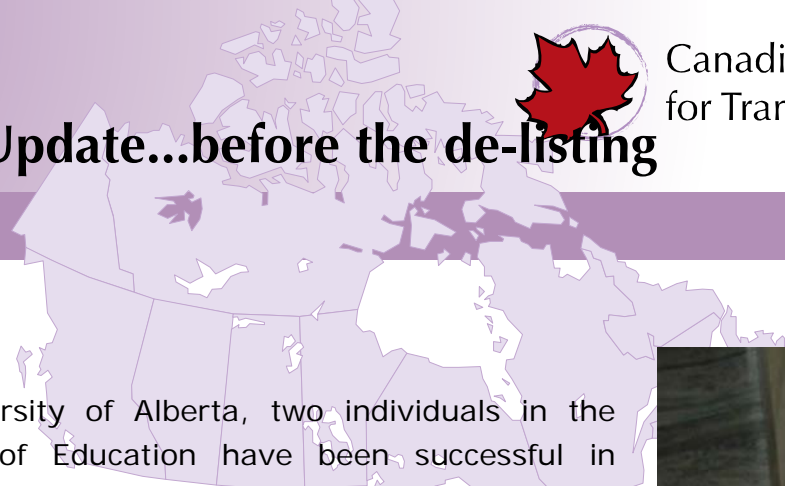 Canadi
for Tran
Update...before the de-listing
rsity of Alberta, two individuals in the
of Education have been successful in